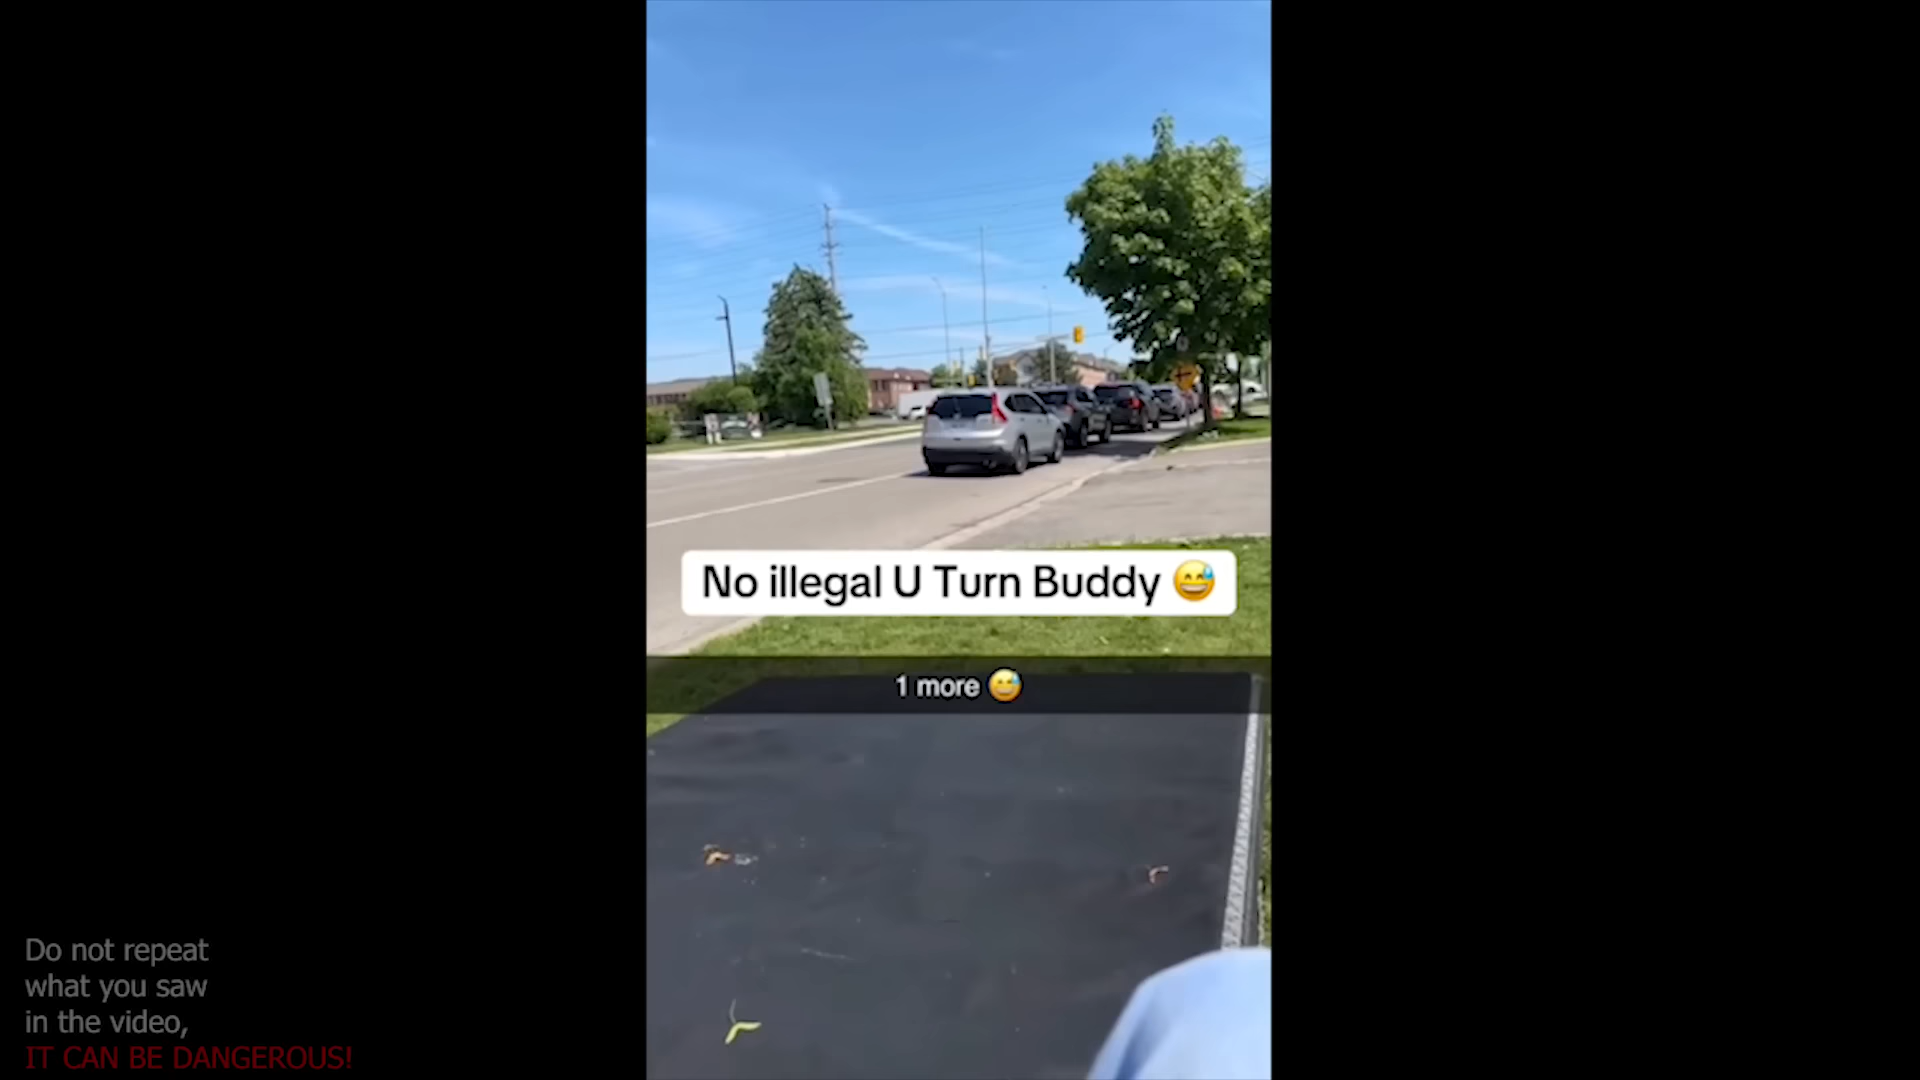 No illegal U Turn Buddy 😅
1 more 😅
Do not repeat
what you saw
in the video,
IT CAN BE DANGEROUS!